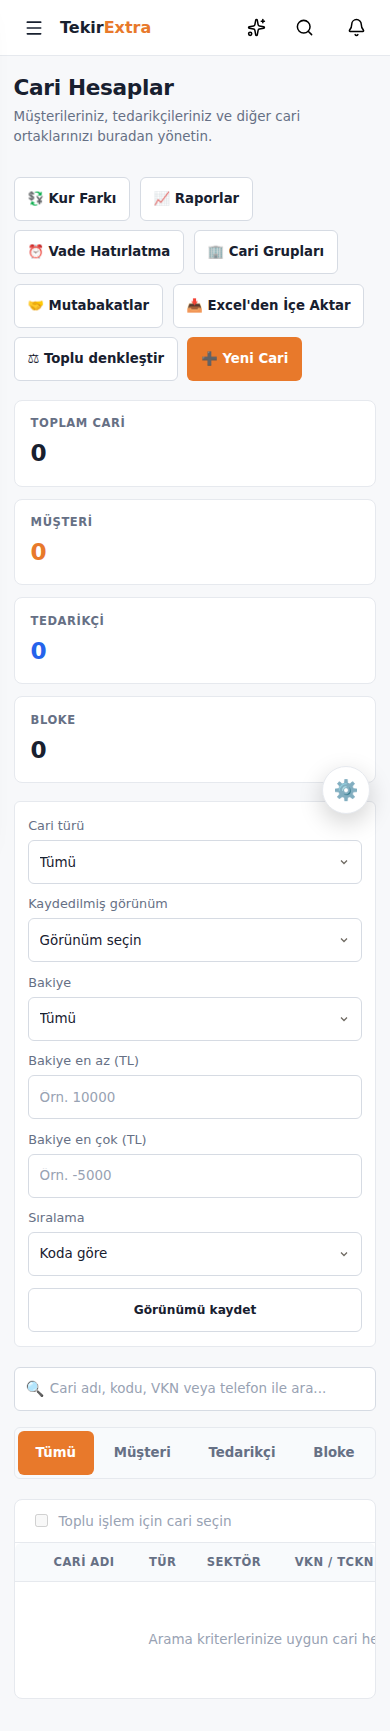 TekirExtra
Cari Hesaplar
Müşterileriniz, tedarikçileriniz ve diğer cari
ortaklarınızı buradan yönetin.
💱 Kur Farkı
📈 Raporlar
⏰ Vade Hatırlatma
🏢 Cari Grupları
🤝 Mutabakatlar
📥 Excel'den İçe Aktar
⚖ Toplu denkleştir
➕ Yeni Cari
TOPLAM CARİ
0
MÜŞTERİ
0
TEDARİKÇİ
0
BLOKE
0
Cari türü
Tümü
Kaydedilmiş görünüm
Görünüm seçin
Bakiye
Tümü
Bakiye en az (TL)
Orn. 10000
Bakiye en çok (TL)
Orn. -5000
Sıralama
Koda göre
Görünümü kaydet
🔍 Cari adı, kodu, VKN veya telefon ile ara...
Tümü Müşteri Tedarikçi Bloke
Toplu işlem için cari seçin
CARİ ADI TÜR SEKTÖR VKN / TCKN
Arama kriterlerinize uygun cari he